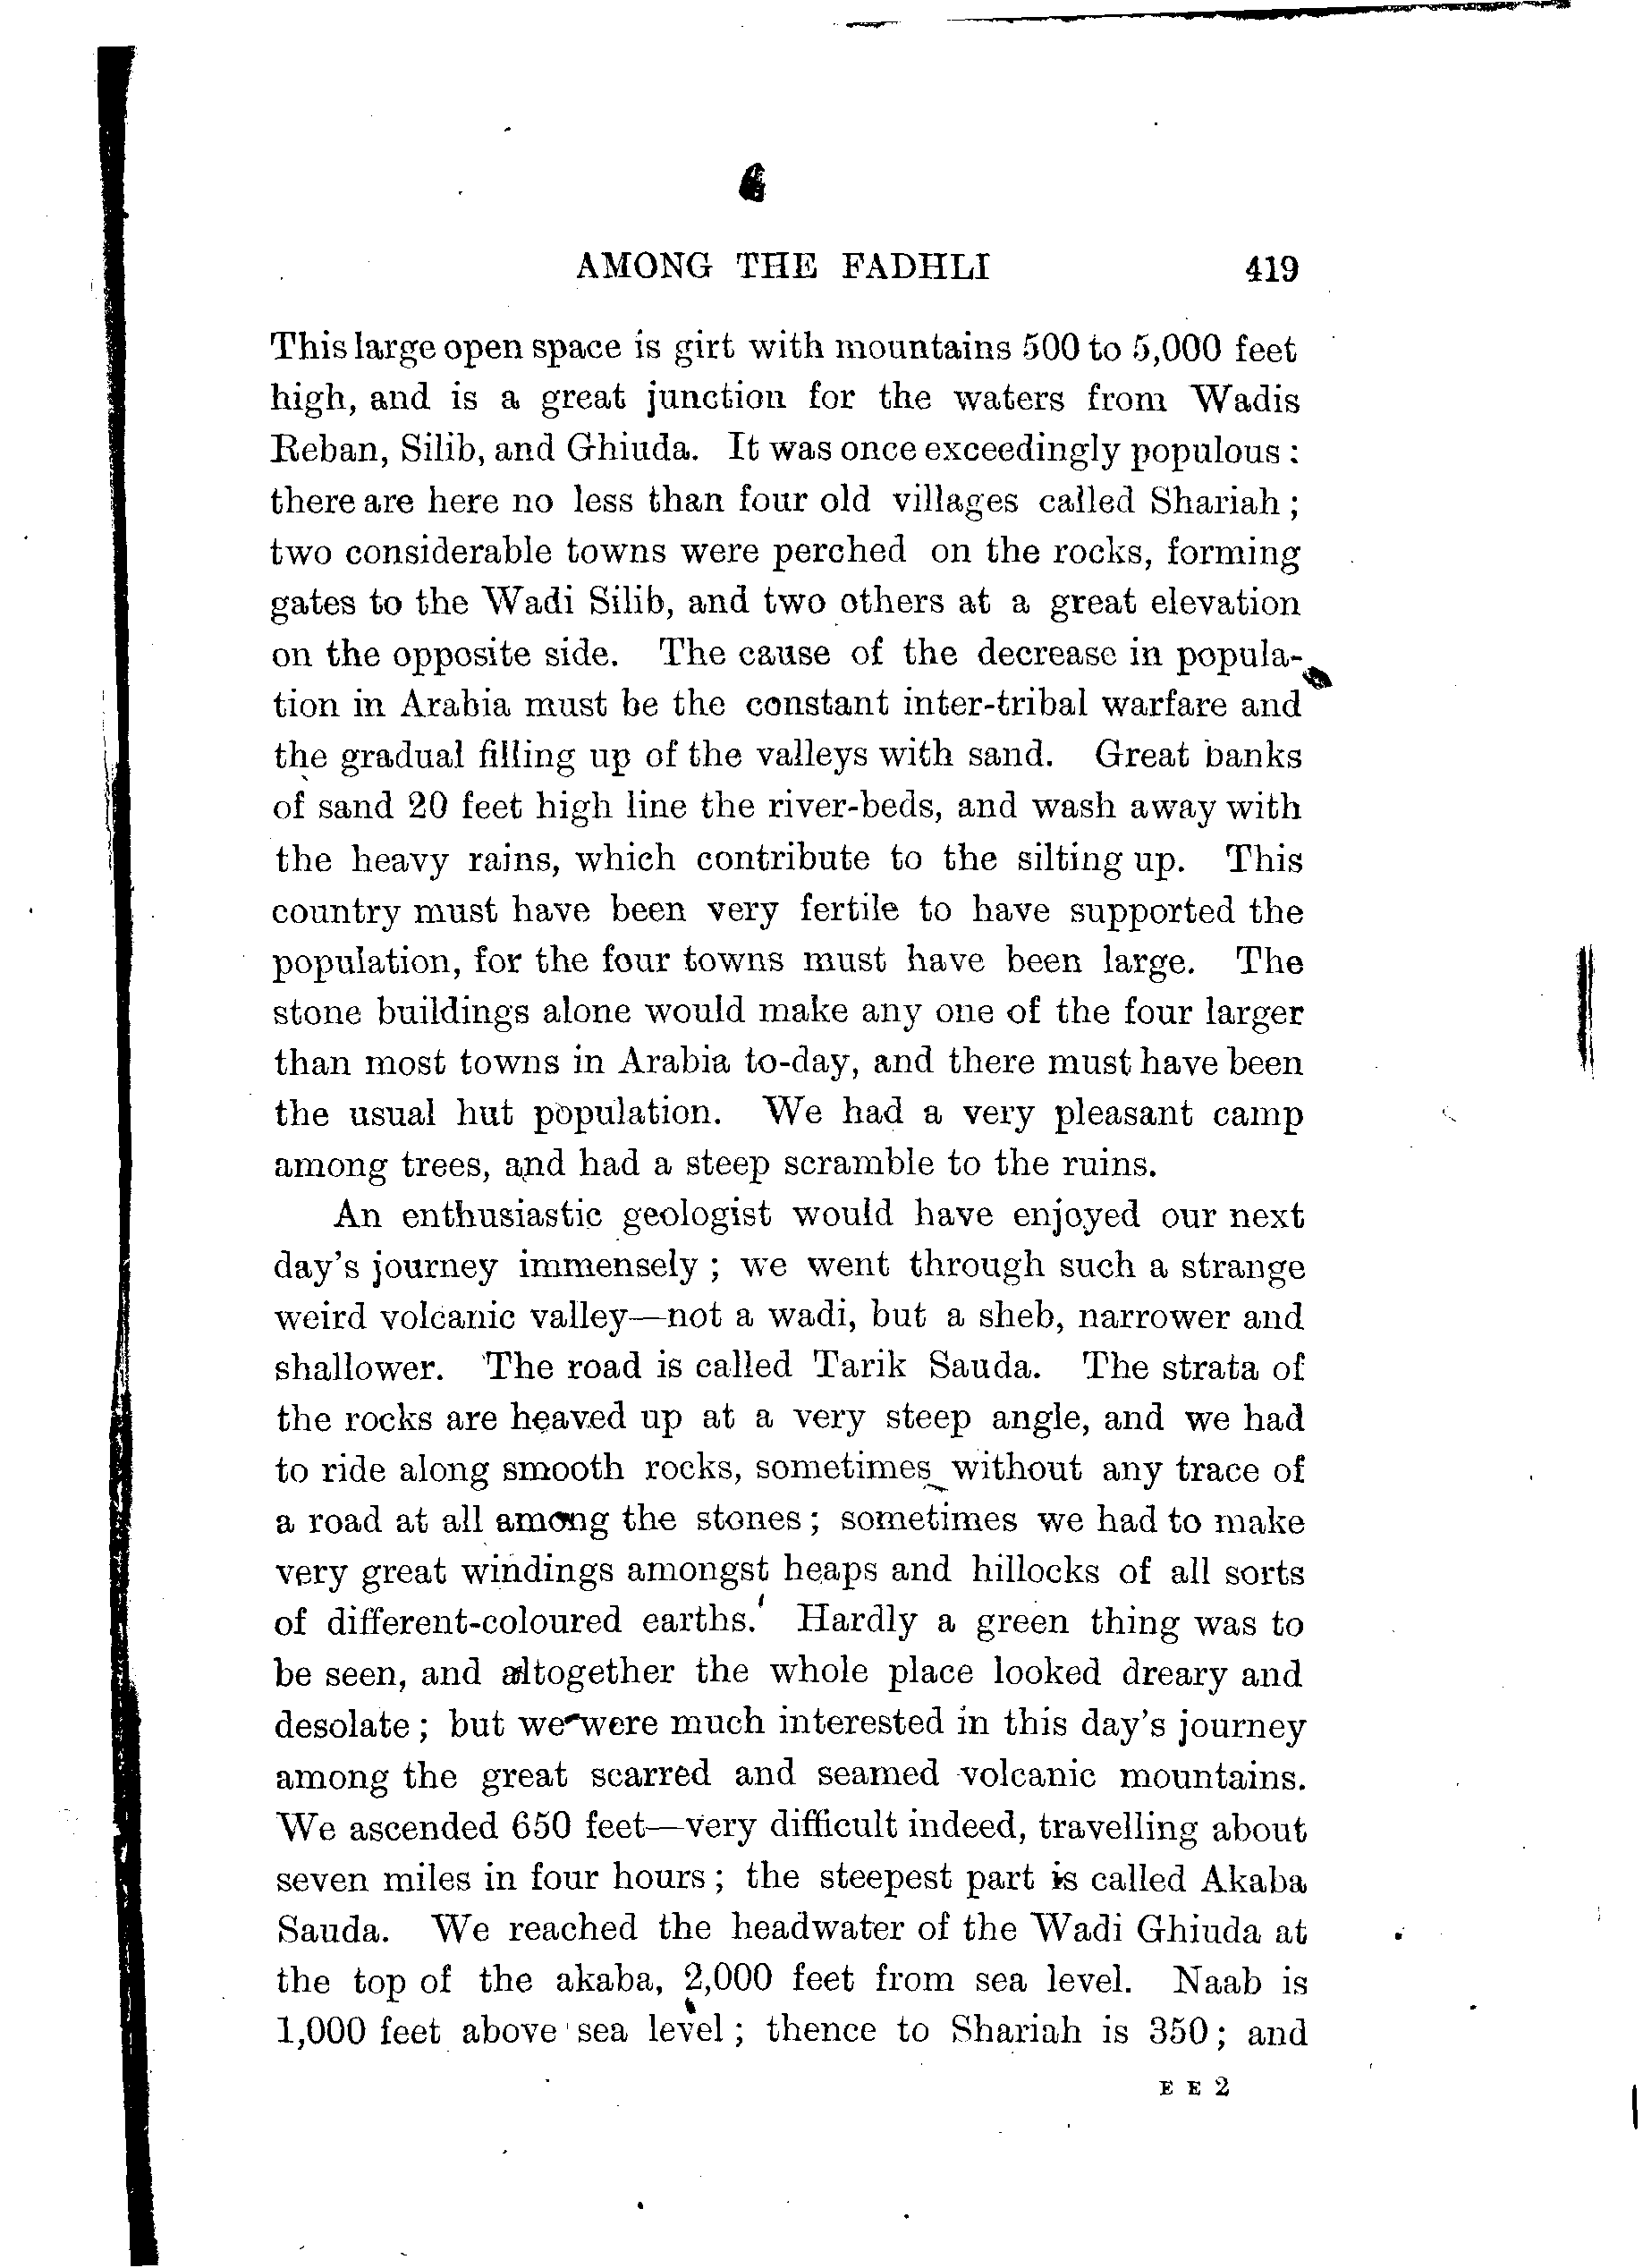 AMONG THE FADHLI 419
This large open space is girt with mountains 500 to 5,000 feet
high, and is a great junction for the waters from Wadis
Reban, Silib, and Ghiuda. It was once exceedingly populous :
there are here no less than four old villages called Shariah ;
two considerable towns were perched on the rocks, forming
gates to the Wadi Silib, and two others at a great elevation
on the opposite side. The cause of the decrease in popula-
tion in Arabia must be the constant inter-tribal warfare and
the gradual filling up of the valleys with sand. Great banks
of sand 20 feet high line the river-beds, and wash away with
the heavy rains, which contribute to the silting up. This
country must have been very fertile to have supported the
population, for the four towns must have been large. The
stone buildings alone would make any one of the four larger
than most towns in Arabia to-day, and there must have been
the usual hut population. We had a very pleasant camp
among trees, and had a steep scramble to the ruins.
An enthusiastic geologist would have enjoyed our next
day's journey immensely ; we went through such a strange
weird volcanic valley—not a wadi, but a sheb, narrower and
shallower. The road is called Tarik Sauda. The strata of
the rocks are heaved up at a very steep angle, and we had
to ride along smooth rocks, sometimes without any trace of
a road at all among the stones ; sometimes we had to make
very great windings amongst heaps and hillocks of all sorts
of different-coloured earths. Hardly a green thing was to
be seen, and altogether the whole place looked dreary and
desolate ; but we were much interested in this day's journey
among the great scarred and seamed volcanic mountains.
We ascended 650 feet—very difficult indeed, travelling about
seven miles in four hours ; the steepest part is called Akaba
Sauda. We reached the headwater of the Wadi Ghiuda at
the top of the akaba, 2,000 feet from sea level. Naab is
1,000 feet above sea level ; thence to Shariah is 350 ; and
E E 2